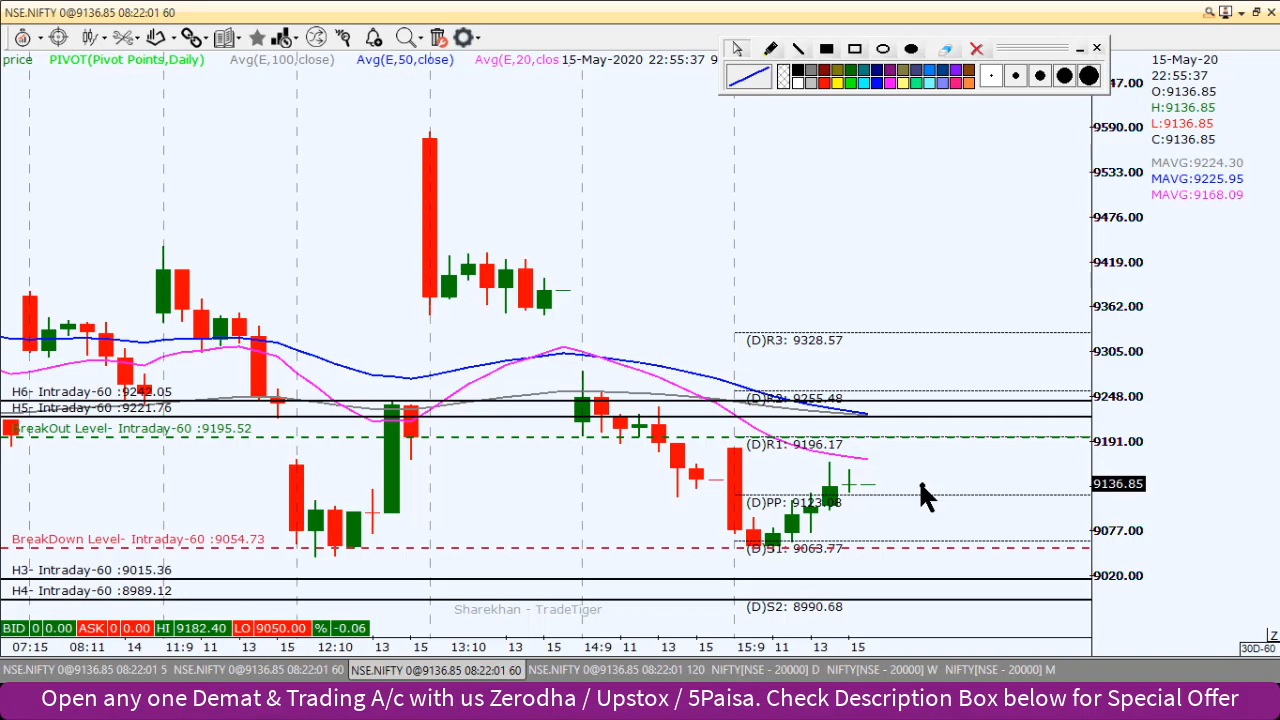 NSE.NIFTY 0@9136.85 08:22:01 60
price PIVOT(Pivot Points,Daily) Avg(E,100,close) Avg(E,50,close) Avg(E,20,clos 15-May-2020 22:55:37 9
15-May-20
22:55:37
O:9136.85
H:9136.85
L:9136.85
C:9136.85
MAVG:9224.30
MAVG:9225.95
MAVG:9168.09
47.00
9590.00
9533.00
9476.00
9419.00
9362.00
9305.00
9248.00
9191.00
9136.85
9077.00
9020.00
(D)R3: 9328.57
H6- Intraday-60 :9242.05
(D)R2: 9255.48
H5- Intraday-60 :9221.76
BreakOut Level- Intraday-60 :9195.52
(D)R1: 9196.17
(D)PP: 9123.08
BreakDown Level- Intraday-60 :9054.73
(D)S1: 9063.77
H3- Intraday-60 :9015.36
H4- Intraday-60 :8989.12
Sharekhan - TradeTiger
(D)S2: 8990.68
BID 0 0.00 ASK 0 0.00 HI 9182.40 LO 9050.00 % -0.06
Z
07:15 08:11 14 11:9 11 13 15 12:10 13 15 13:10 13 15 14:9 11 13 15 15:9 11 13 15 30D-60
NSE.NIFTY 0@9136.85 08:22:01 5 NSE.NIFTY 0@9136.85 08:22:01 60 NSE.NIFTY 0@9136.85 08:22:01 60 NSE.NIFTY 0@9136.85 08:22:01 120 NIFTY[NSE - 20000] D NIFTY[NSE - 20000] W NIFTY[NSE - 20000] M
Open any one Demat & Trading A/c with us Zerodha / Upstox / 5Paisa. Check Description Box below for Special Offer